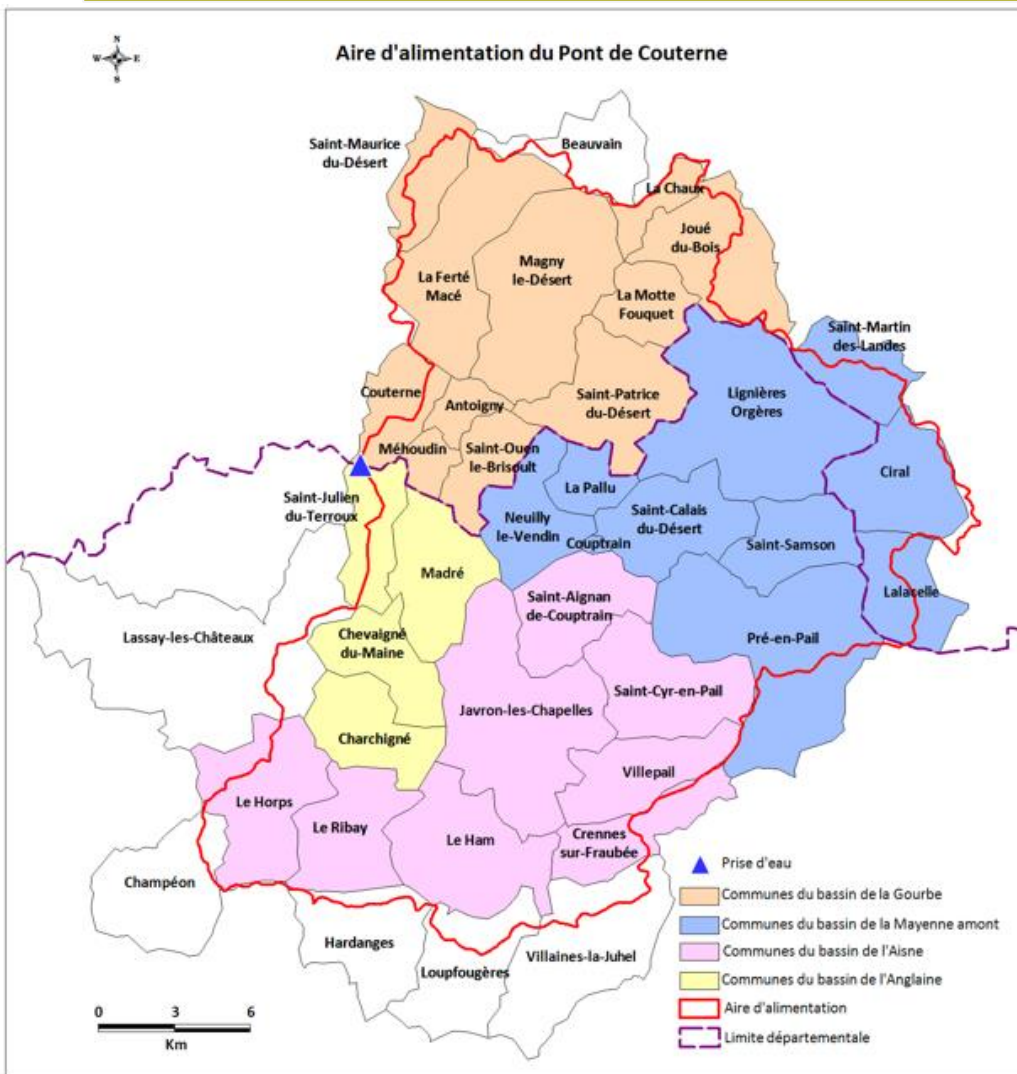 Aire d'alimentation du Pont de Couterne
N
W
E
S
Beauvain
Saint-Maurice
du-Désert
La Chaux
Joué
du-Bois
Magny
le-Désert
La Ferté
Macé
La Motte
Fouquet
Saint-Martin
des-Landes
Couterne
Saint-Patrice
du-Désert
Lignières
Orgères
Antoigny
Méhoudin
Saint-Ouen
le-Brisoult
Ciral
La Pallu
Saint-Julien
du-Terroux
Neuilly
le-Vendin
Saint-Calais
du-Désert
Couptrain
Saint-Samson
Madré
Saint-Aignan
de-Couptrain
Lalacelle
Lassay-les-Châteaux
Chevaigné
du-Maine
Pré-en-Pail
Saint-Cyr-en-Pail
Javron-les-Chapelles
Charchigné
Villepail
Le Horps
Le Ribay
Le Ham
Crennes
sur-Fraubée
Champéon
Hardanges
Loupfougères
Villaines-la-Juhel
Prise d'eau
Communes du bassin de la Gourbe
Communes du bassin de la Mayenne amont
Communes du bassin de l'Aisne
Communes du bassin de l'Anglaine
Aire d'alimentation
Limite départementale
0 3 6
Km